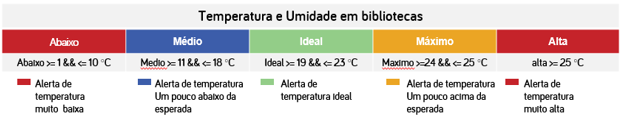 Temperatura e Umidade em bibliotecas
Abaixo Médio Ideal Máximo Alta
Abaixo >= 1 && <= 10 °C Medio >= 11 && <= 18 °C Ideal >= 19 && <= 23 °C Maximo >=24 && <= 25 °C alta >= 25 °C
Alerta de
temperatura
muito baixa
Alerta de temperatura
Um pouco abaixo da
esperada
Alerta de
temperatura ideal
Alerta de temperatura
Um pouco acima da
esperada
Alerta de
temperatura
muito alta